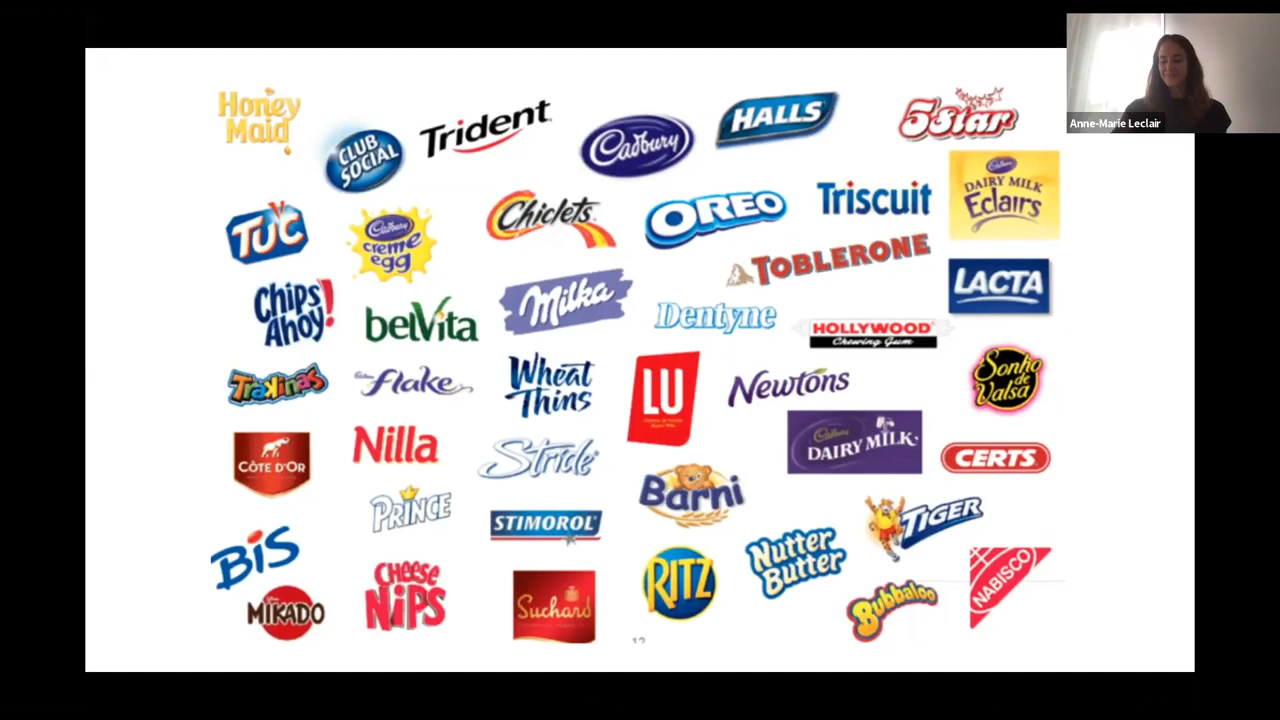 Honey
Maid
CLUB
SOCIAL
Trident
Cadbury
HALLS
5Star
Anne-Marie Leclair
TUC
Cadbury
creme
egg
Chiclets
OREO
Triscuit
Cadbury
DAIRY MILK
Eclairs
TOBLERONE
Chips
Ahoy!
belVita
Milka
Dentyne
HOLLYWOOD
Chewing Gum
LACTA
Trakinas
Cadbury
flake
Wheat
Thins
LU
Newtons
Sonho
de
Valsa
CÔTE D'OR
Nilla
Stride
Cadbury
DAIRY MILK
CERTS
PRINCE
STIMOROL
Barni
TIGER
BIS
MIKADO
CHEESE
NiPS
Suchard
RITZ
Nutter
Butter
Bubbaloo
NABISCO